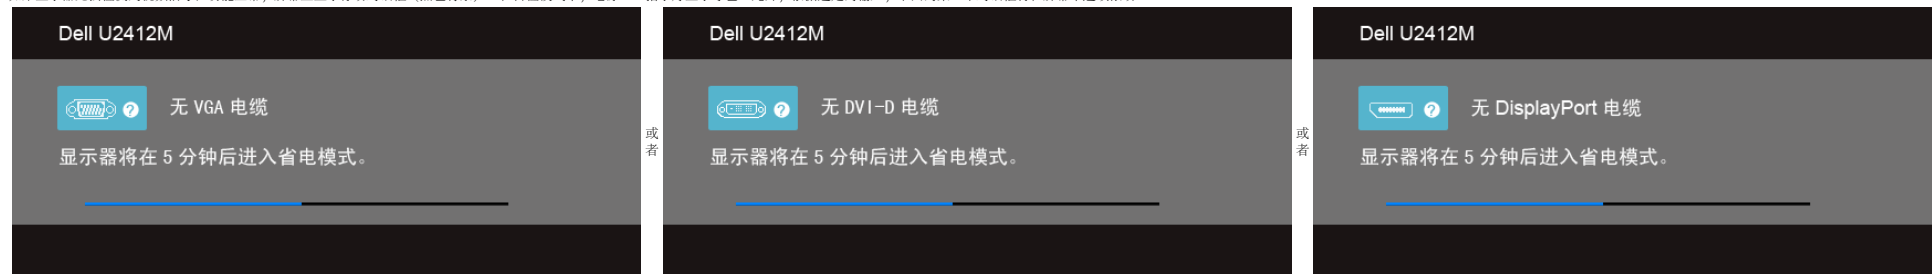 Dell U2412M
无 VGA 电缆
显示器将在 5 分钟后进入省电模式。
或者
Dell U2412M
无 DVI-D 电缆
显示器将在 5 分钟后进入省电模式。
或者
Dell U2412M
无 DisplayPort 电缆
显示器将在 5 分钟后进入省电模式。